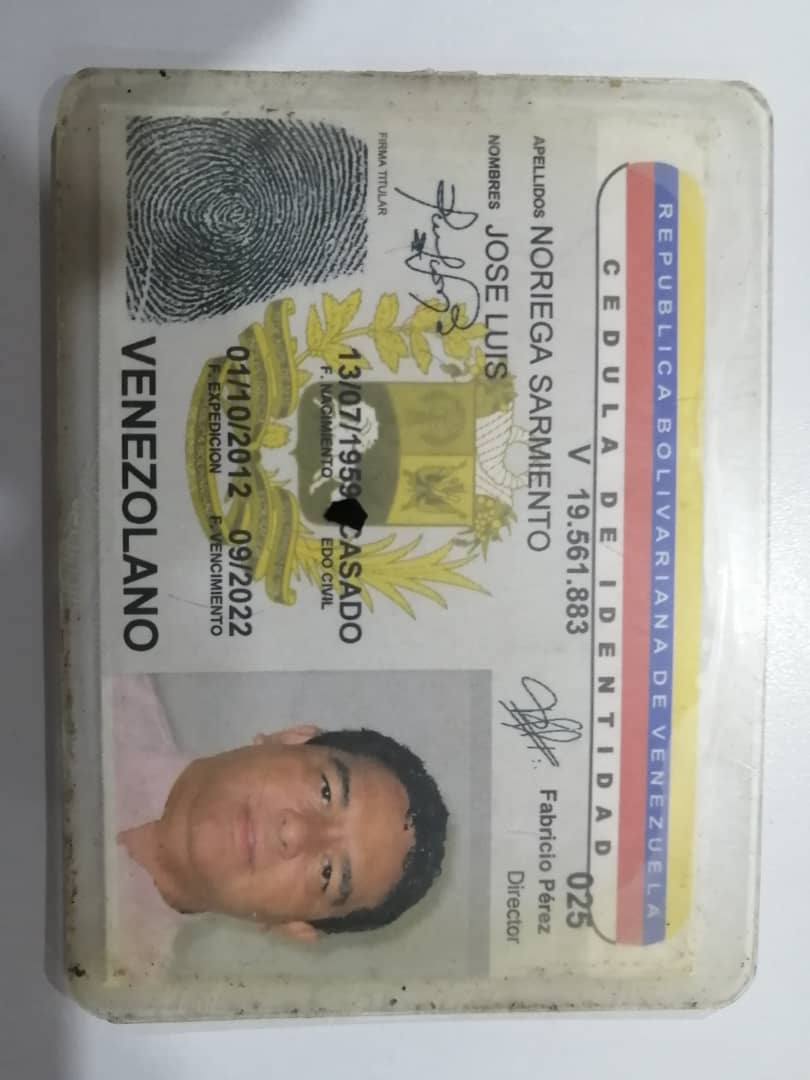 REPUBLICA BOLIVARIANA DE VENEZUELA
CEDULA DE IDENTIDAD
V 19.561.883
025
APELLIDOS NORIEGA SARMIENTO
Fabricio Pérez
NOMBRES JOSE LUIS
Director
FIRMA TITULAR
13/07/1959 CASADO
F. NACIMIENTO EDO CIVIL
01/10/2012 09/2022
F. EXPEDICION F. VENCIMIENTO
VENEZOLANO